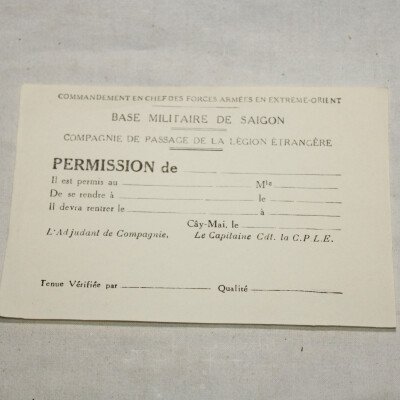 COMMANDEMENT EN CHEF DES FORCES ARMÉES EN EXTRÊME-ORIENT
BASE MILITAIRE DE SAIGON
COMPAGNIE DE PASSAGE DE LA LÉGION ÉTRANGÈRE
PERMISSION de
Il est permis au Mle
De se rendre à le
Il devra rentrer le à
Cây-Mai, le
L'Adjudant de Compagnie. Le Capitaine Cdt. la C.P.L.E.
Tenue Vérifiée par Qualité